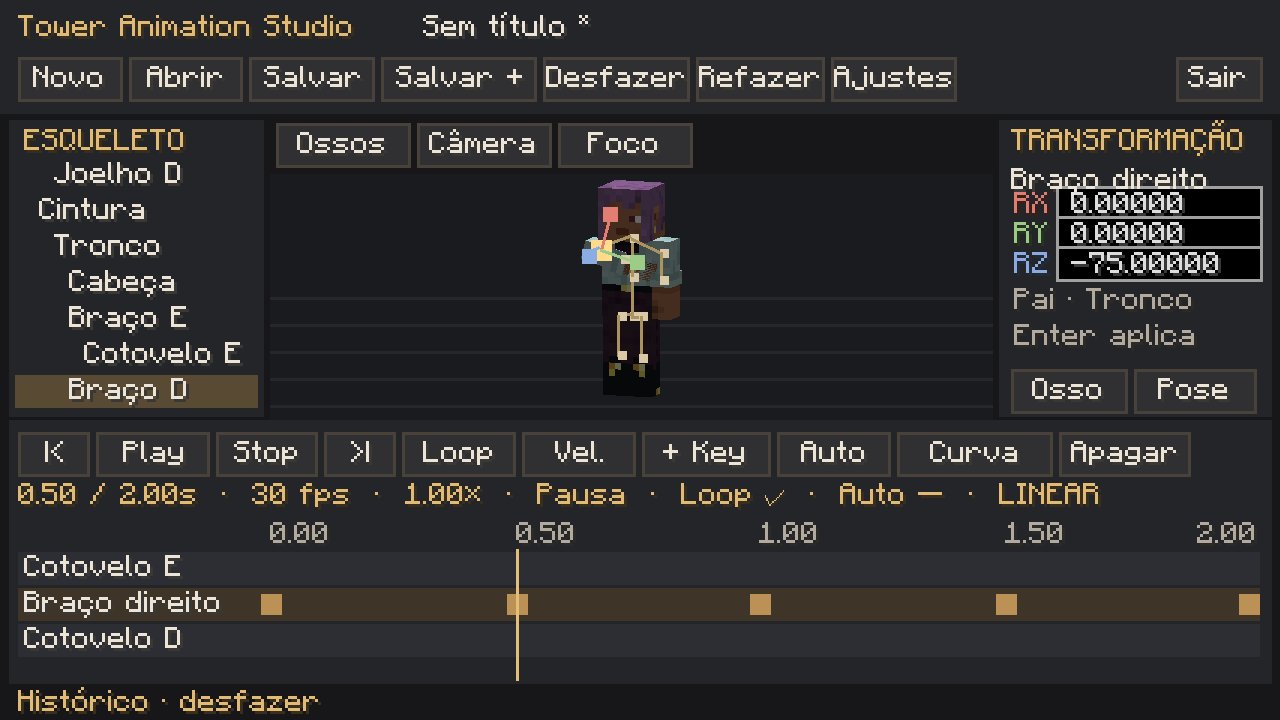 Tower Animation Studio Sem título *
Novo Abrir Salvar Salvar + Desfazer Refazer Ajustes Sair
ESQUELETO
Joelho D
Cintura
Tronco
Cabeça
Braço E
Cotovelo E
Braço D
Ossos Câmera Foco
TRANSFORMAÇÃO
Braço direito
RX 0.00000
RY 0.00000
RZ -75.00000
Pai · Tronco
Enter aplica
Osso Pose
|< Play Stop >| Loop Vel. + Key Auto Curva Apagar
0.50 / 2.00s · 30 fps · 1.00× · Pausa · Loop ✓ · Auto — · LINEAR
0.00 0.50 1.00 1.50 2.00
Cotovelo E
Braço direito
Cotovelo D
Histórico · desfazer